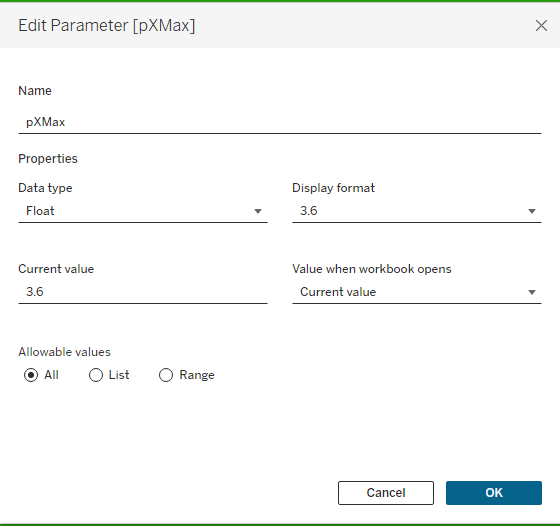 Edit Parameter [pXMax]
Name
pXMax
Properties
Data type
Display format
Float
3.6
Current value
Value when workbook opens
3.6
Current value
Allowable values
All
List
Range
Cancel
OK